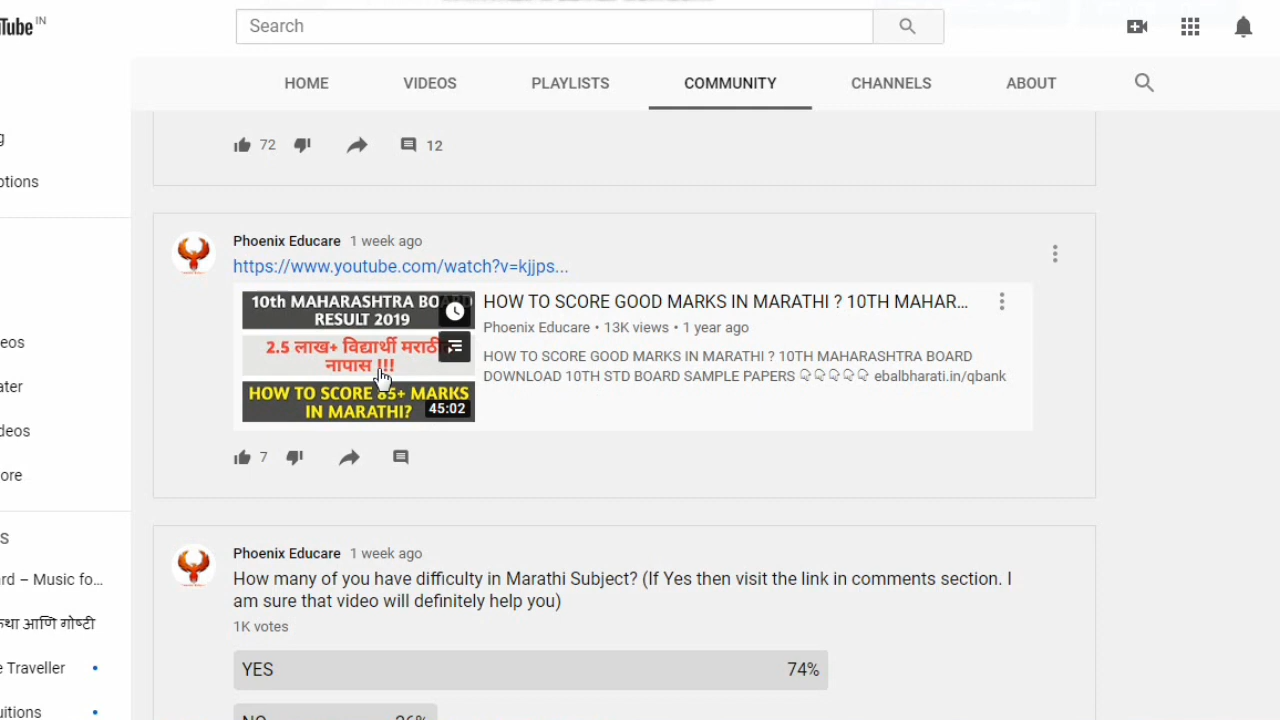 Tube IN
Search
HOME
VIDEOS
PLAYLISTS
COMMUNITY
CHANNELS
ABOUT
72
12
Phoenix Educare 1 week ago
https://www.youtube.com/watch?v=kjjps...
10th MAHARASHTRA BOARD
RESULT 2019
2.5 लाख+ विद्यार्थी मराठीत
नापास !!!
HOW TO SCORE 85+ MARKS
IN MARATHI?
45:02
HOW TO SCORE GOOD MARKS IN MARATHI ? 10TH MAHAR...
Phoenix Educare • 13K views • 1 year ago
HOW TO SCORE GOOD MARKS IN MARATHI ? 10TH MAHARASHTRA BOARD
DOWNLOAD 10TH STD BOARD SAMPLE PAPERS 👇👇👇👇👇 ebalbharati.in/qbank
7
Phoenix Educare 1 week ago
How many of you have difficulty in Marathi Subject? (If Yes then visit the link in comments section. I
am sure that video will definitely help you)
1K votes
YES 74%
NO 26%
g
otions
eos
ater
deos
ore
S
rd – Music fo...
कथा आणि गोष्टी
e Traveller
uitions